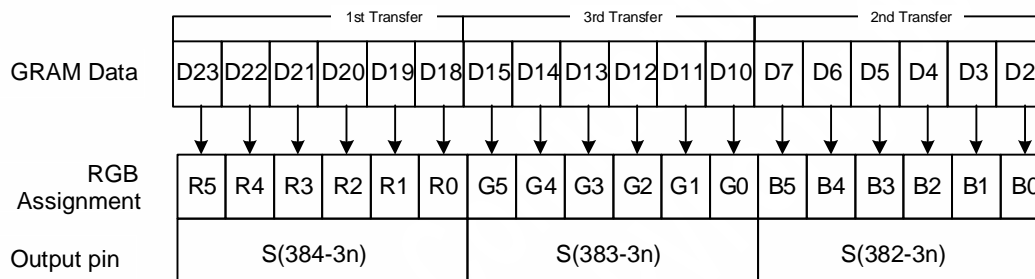 1st Transfer 3rd Transfer 2nd Transfer
GRAM Data D23 D22 D21 D20 D19 D18 D15 D14 D13 D12 D11 D10 D7 D6 D5 D4 D3 D2
RGB Assignment R5 R4 R3 R2 R1 R0 G5 G4 G3 G2 G1 G0 B5 B4 B3 B2 B1 B0
Output pin S(384-3n) S(383-3n) S(382-3n)